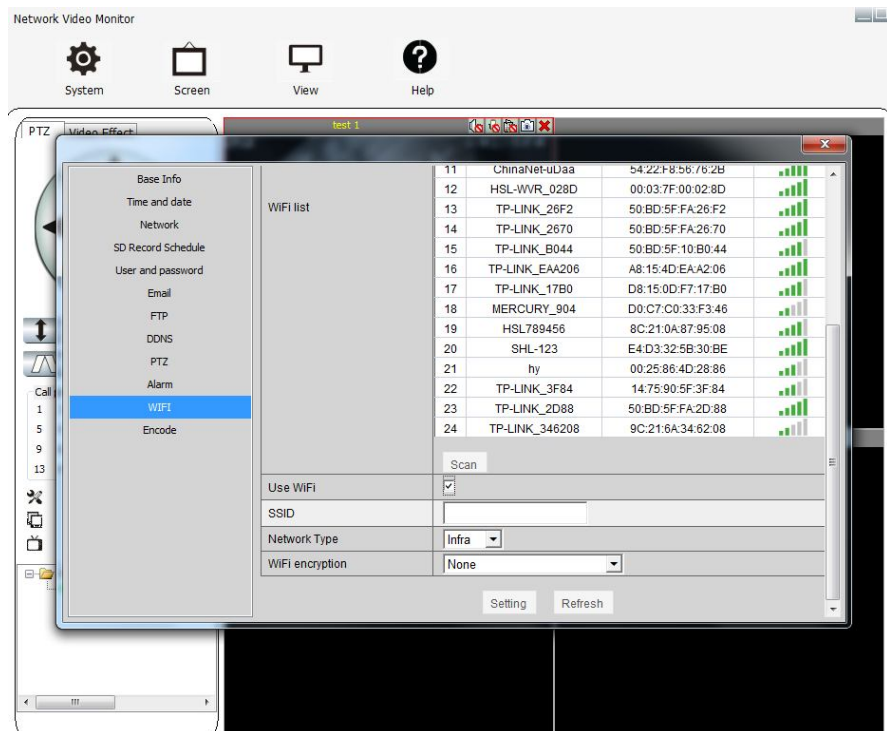 Network Video Monitor
System Screen View Help
PTZ Video Effect
test 1
Base Info
Time and date
Network
SD Record Schedule
User and password
Email
FTP
DDNS
PTZ
Alarm
WIFI
Encode
WiFi list
11 ChinaNet-uDaa 54:22:F8:56:76:2B
12 HSL-WVR_028D 00:03:7F:00:02:8D
13 TP-LINK_26F2 50:BD:5F:FA:26:F2
14 TP-LINK_2670 50:BD:5F:FA:26:70
15 TP-LINK_B044 50:BD:5F:10:B0:44
16 TP-LINK_EAA206 A8:15:4D:EA:A2:06
17 TP-LINK_17B0 D8:15:0D:F7:17:B0
18 MERCURY_904 D0:C7:C0:33:F3:46
19 HSL789456 8C:21:0A:87:95:08
20 SHL-123 E4:D3:32:5B:30:BE
21 hy 00:25:86:4D:28:86
22 TP-LINK_3F84 14:75:90:5F:3F:84
23 TP-LINK_2D88 50:BD:5F:FA:2D:88
24 TP-LINK_346208 9C:21:6A:34:62:08
Scan
Use WiFi
SSID
Network Type Infra
WiFi encryption None
Setting Refresh
Call
1
5
9
13